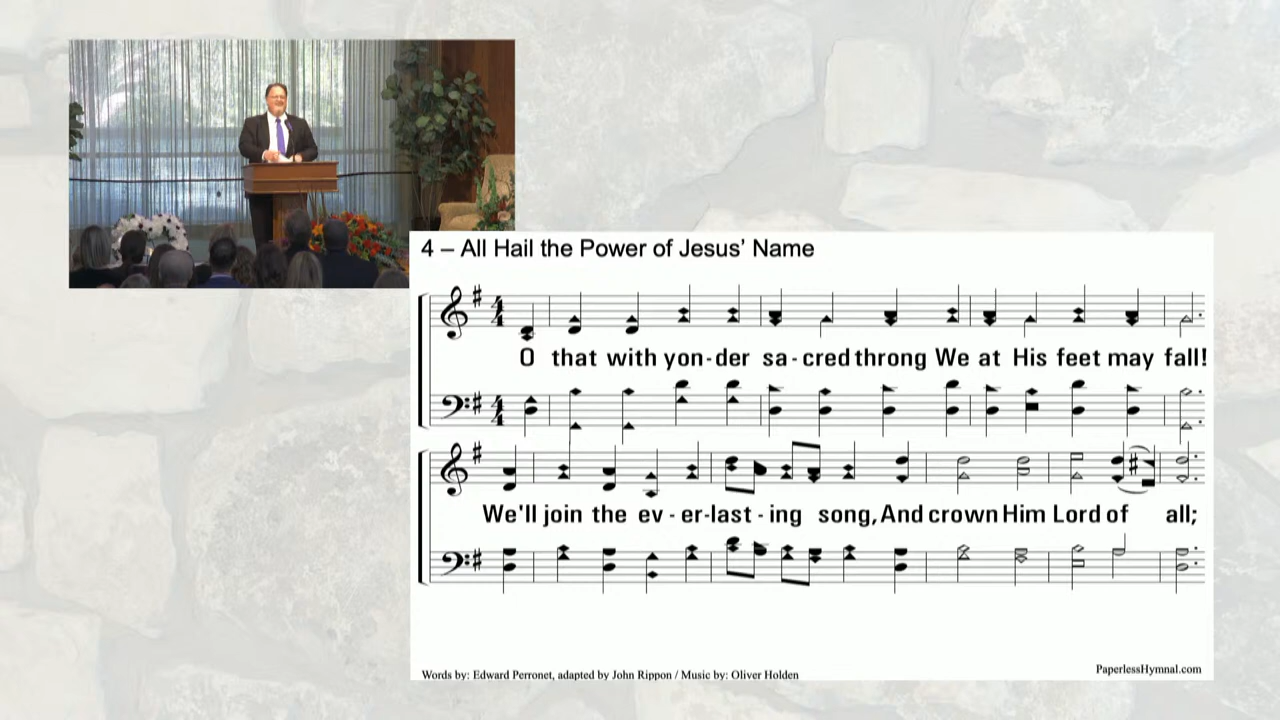 4 – All Hail the Power of Jesus’ Name
O that with yon-der sa-cred throng We at His feet may fall!
We'll join the ev-er-last-ing song, And crown Him Lord of all;
Words by: Edward Perronet, adapted by John Rippon / Music by: Oliver Holden
PaperlessHymnal.com